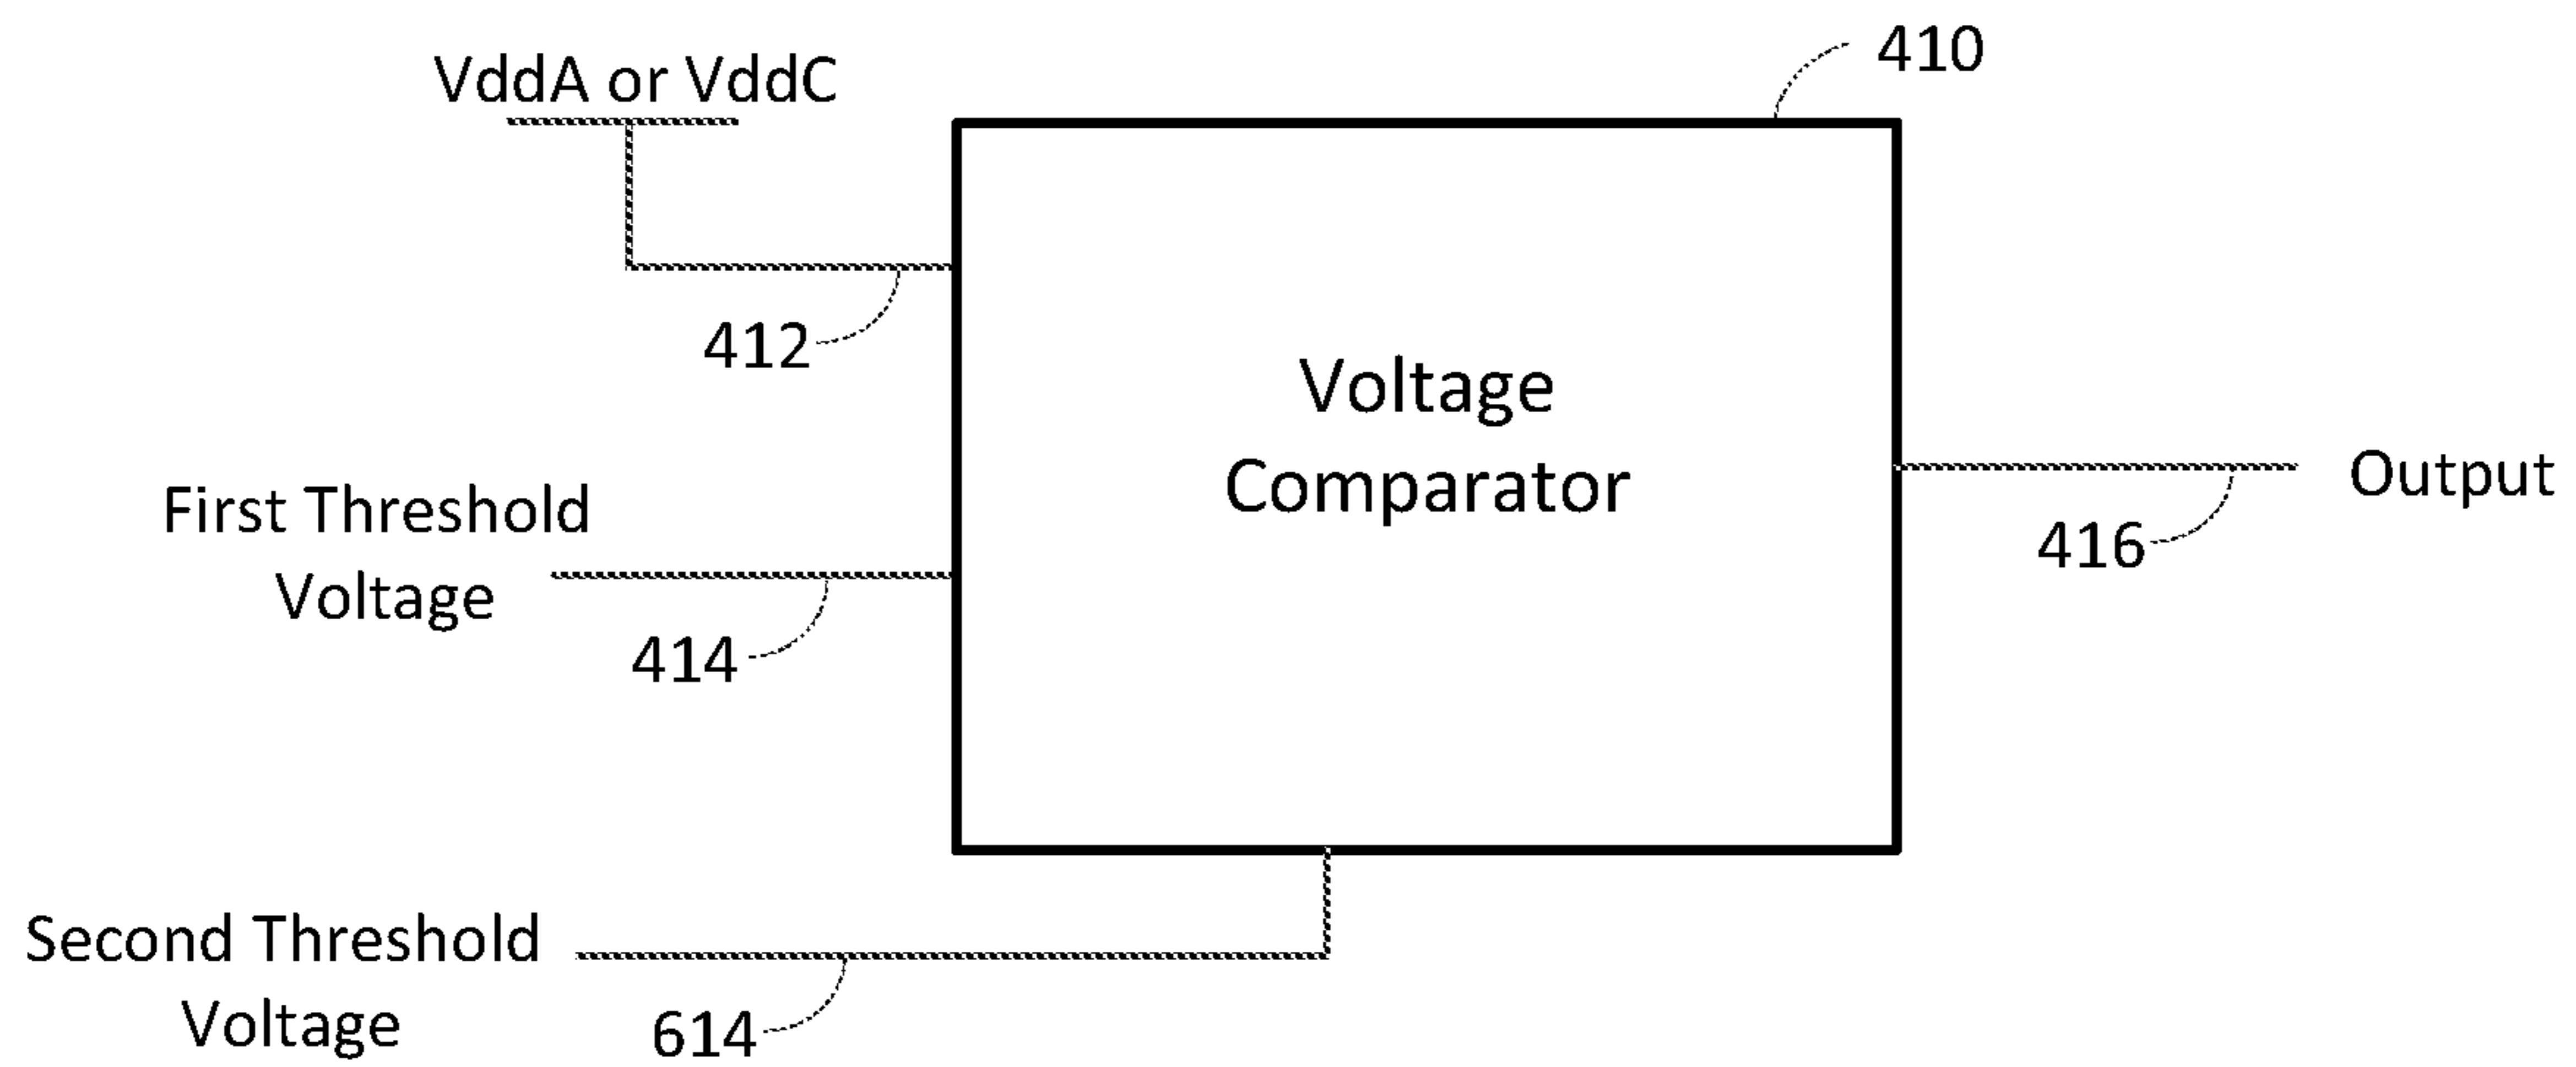 410
VddA or VddC
412
Voltage
Comparator
First Threshold
Voltage
414
Output
416
Second Threshold
Voltage
614